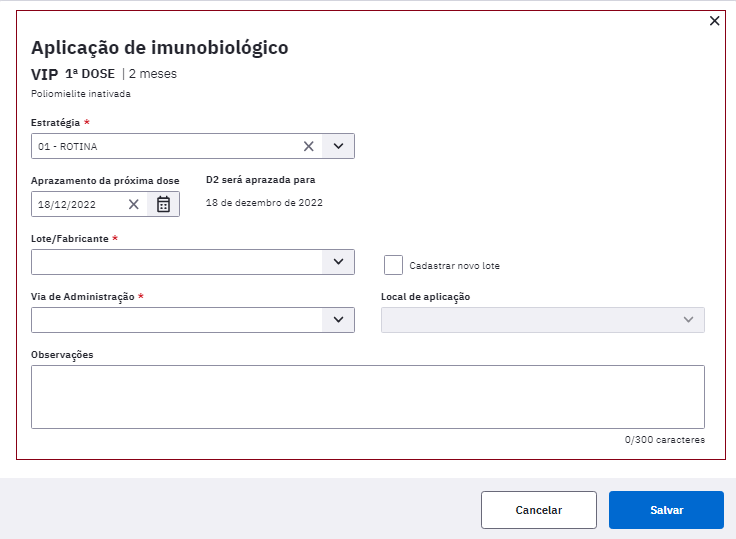 Aplicação de imunobiológico
VIP 1ª DOSE | 2 meses
Poliomielite inativada
Estratégia *
01 - ROTINA
Aprazamento da próxima dose D2 será aprazada para
18/12/2022 18 de dezembro de 2022
Lote/Fabricante *
Cadastrar novo lote
Via de Administração * Local de aplicação
Observações
0/300 caracteres
Cancelar Salvar